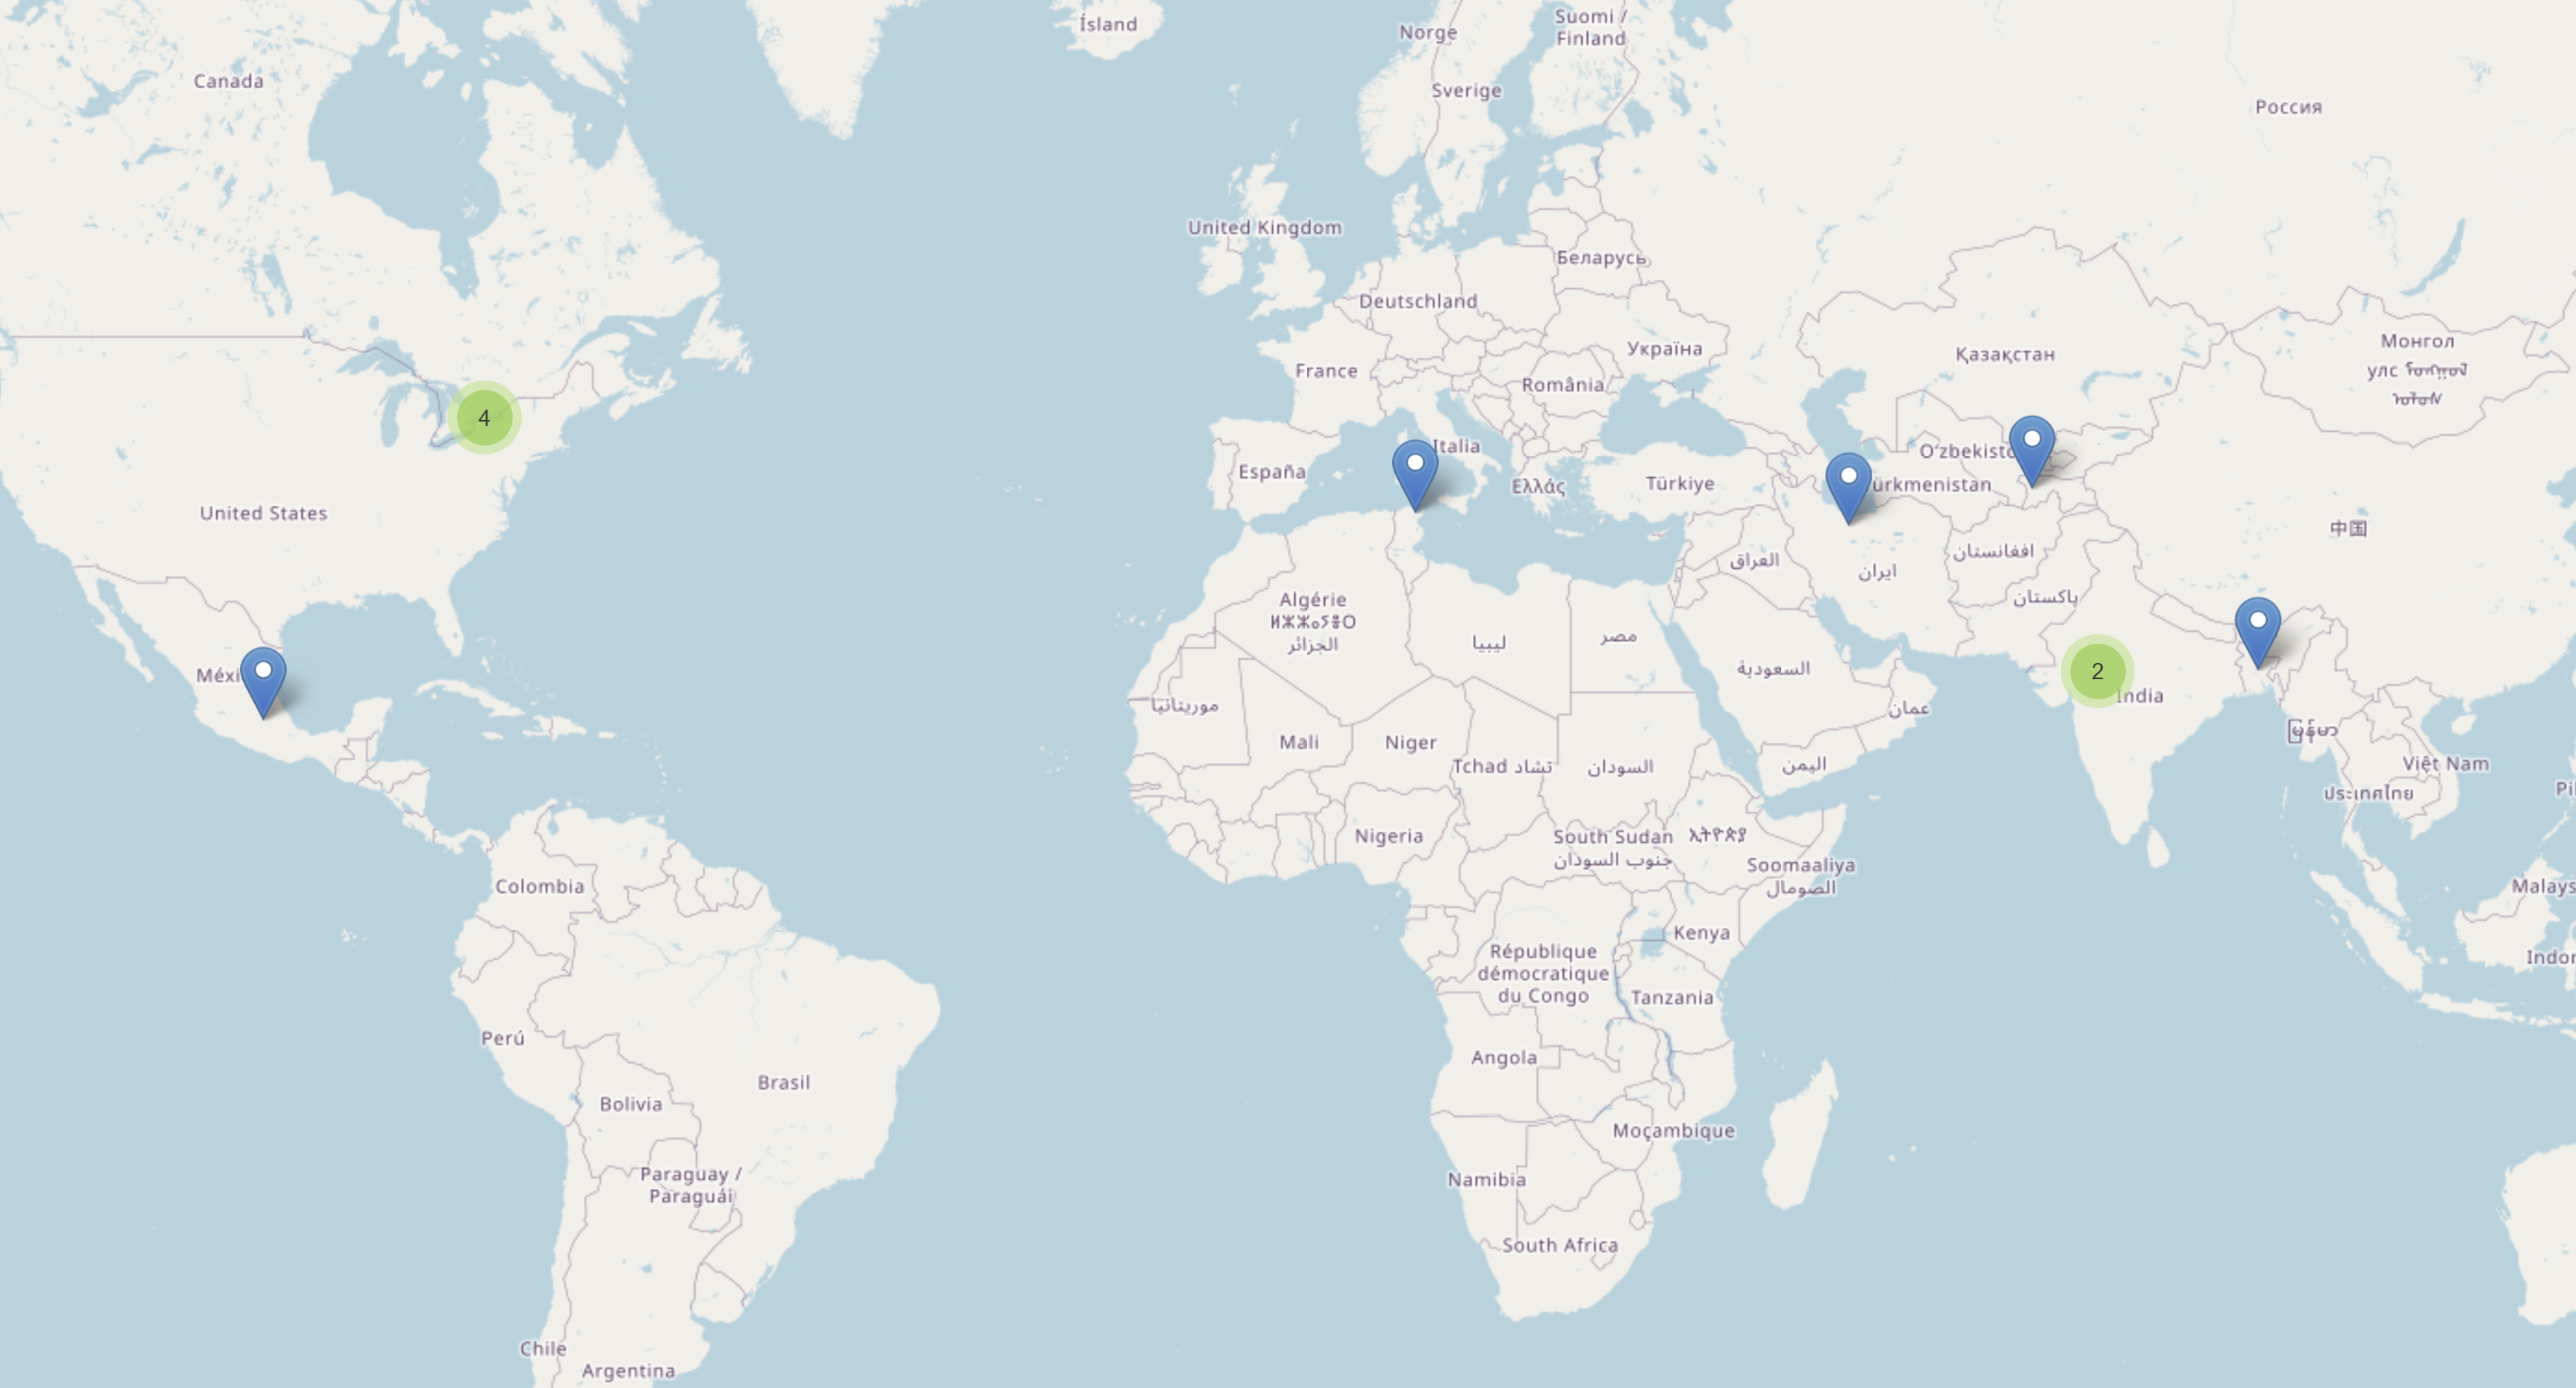 Ísland
Norge
Suomi /
Finland
Canada
Sverige
Россия
United Kingdom
Беларусь
Deutschland
Україна
Монгол
улс
Қазақстан
France
România
4
Italia
O'zbekisto
España
Ελλάς
Türkiye
ürkmenistan
United States
中国
العراق
افغانستان
ایران
پاکستان
Algérie
ⵍⵣⵣⴰⵢⴻⵔ
الجزائر
ليبيا
مصر
السعودية
Méxi
2
India
موريتانيا
عمان
မြန်မာ
Mali
Niger
Tchad تشاد
السودان
اليمن
Việt Nam
ประเทศไทย
Pi
Nigeria
South Sudan
جنوب السودان
ኢትዮጵያ
Soomaaliya
الصومال
Colombia
Malays
Kenya
République
démocratique
du Congo
Indor
Tanzania
Perú
Angola
Brasil
Bolivia
Moçambique
Paraguay /
Paraguái
Namibia
South Africa
Chile
Argentina